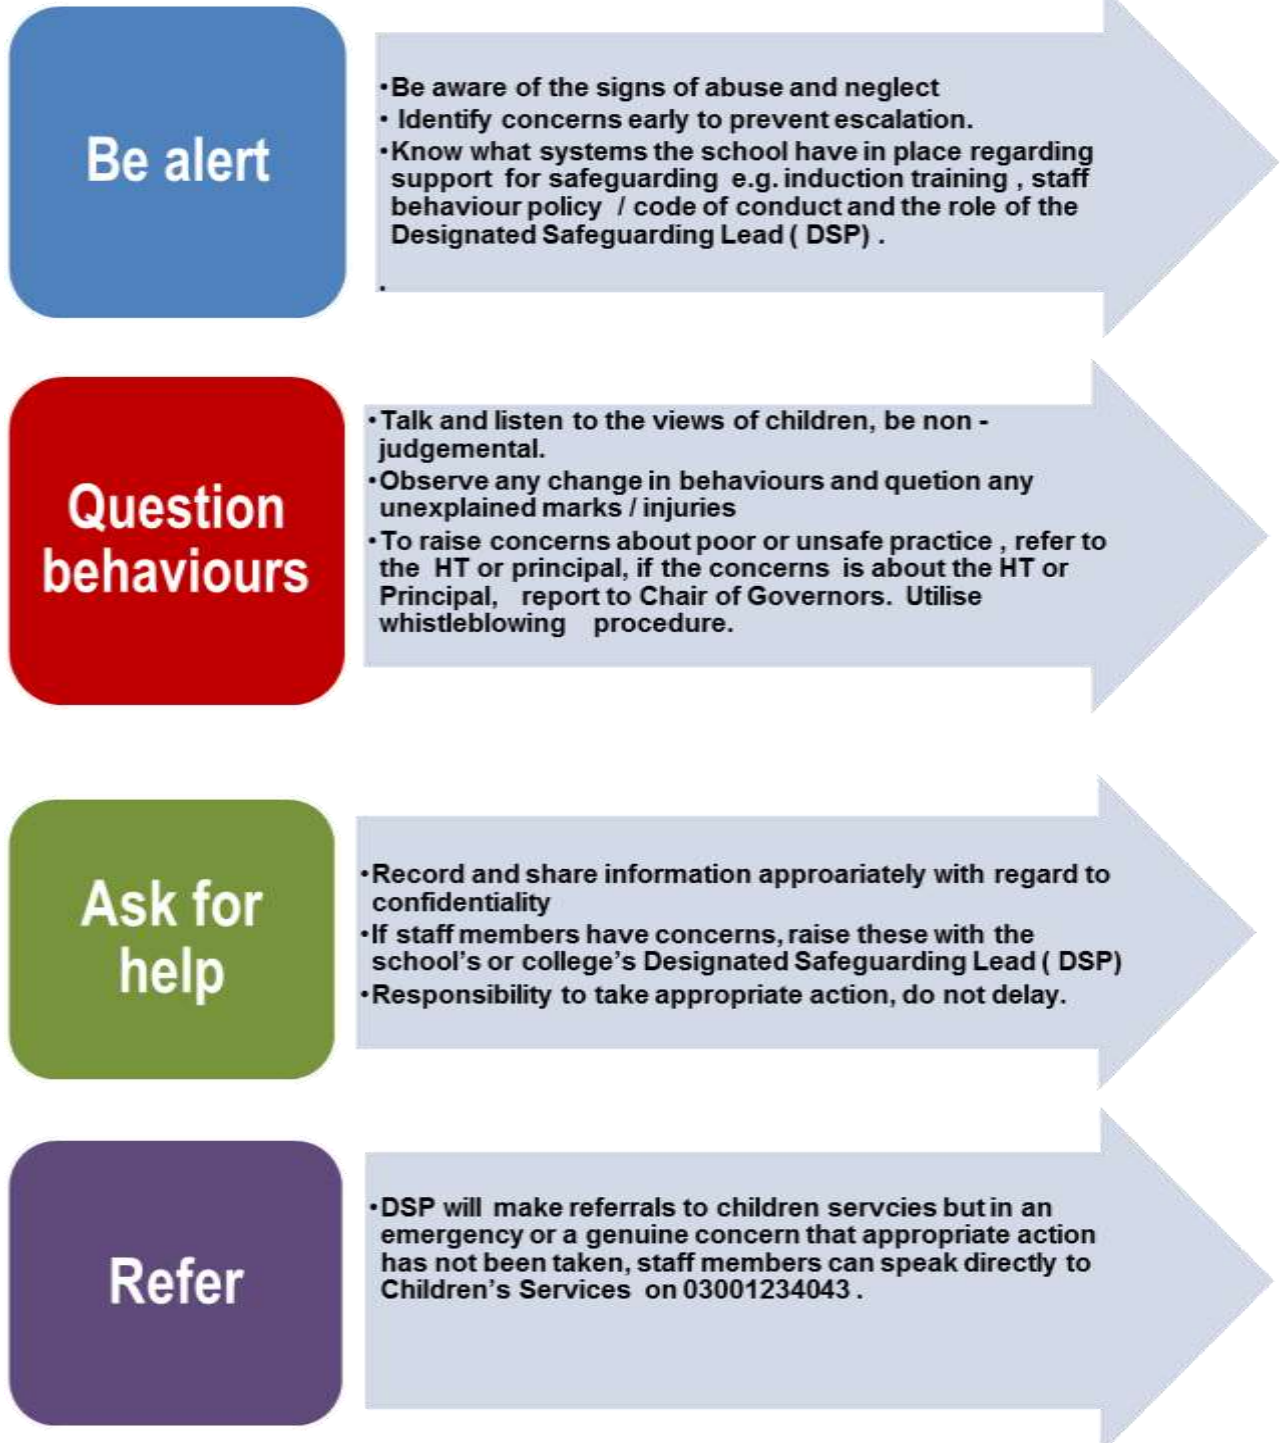 Be alert
•Be aware of the signs of abuse and neglect
• Identify concerns early to prevent escalation.
•Know what systems the school have in place regarding
support for safeguarding e.g. induction training , staff
behaviour policy / code of conduct and the role of the
Designated Safeguarding Lead ( DSP) .
.
Question
behaviours
•Talk and listen to the views of children, be non -
judgemental.
•Observe any change in behaviours and quetion any
unexplained marks / injuries
•To raise concerns about poor or unsafe practice , refer to
the HT or principal, if the concerns is about the HT or
Principal, report to Chair of Governors. Utilise
whistleblowing procedure.
Ask for
help
•Record and share information approariately with regard to
confidentiality
•If staff members have concerns, raise these with the
school’s or college’s Designated Safeguarding Lead ( DSP)
•Responsibility to take appropriate action, do not delay.
Refer
•DSP will make referrals to children servcies but in an
emergency or a genuine concern that appropriate action
has not been taken, staff members can speak directly to
Children’s Services on 03001234043 .